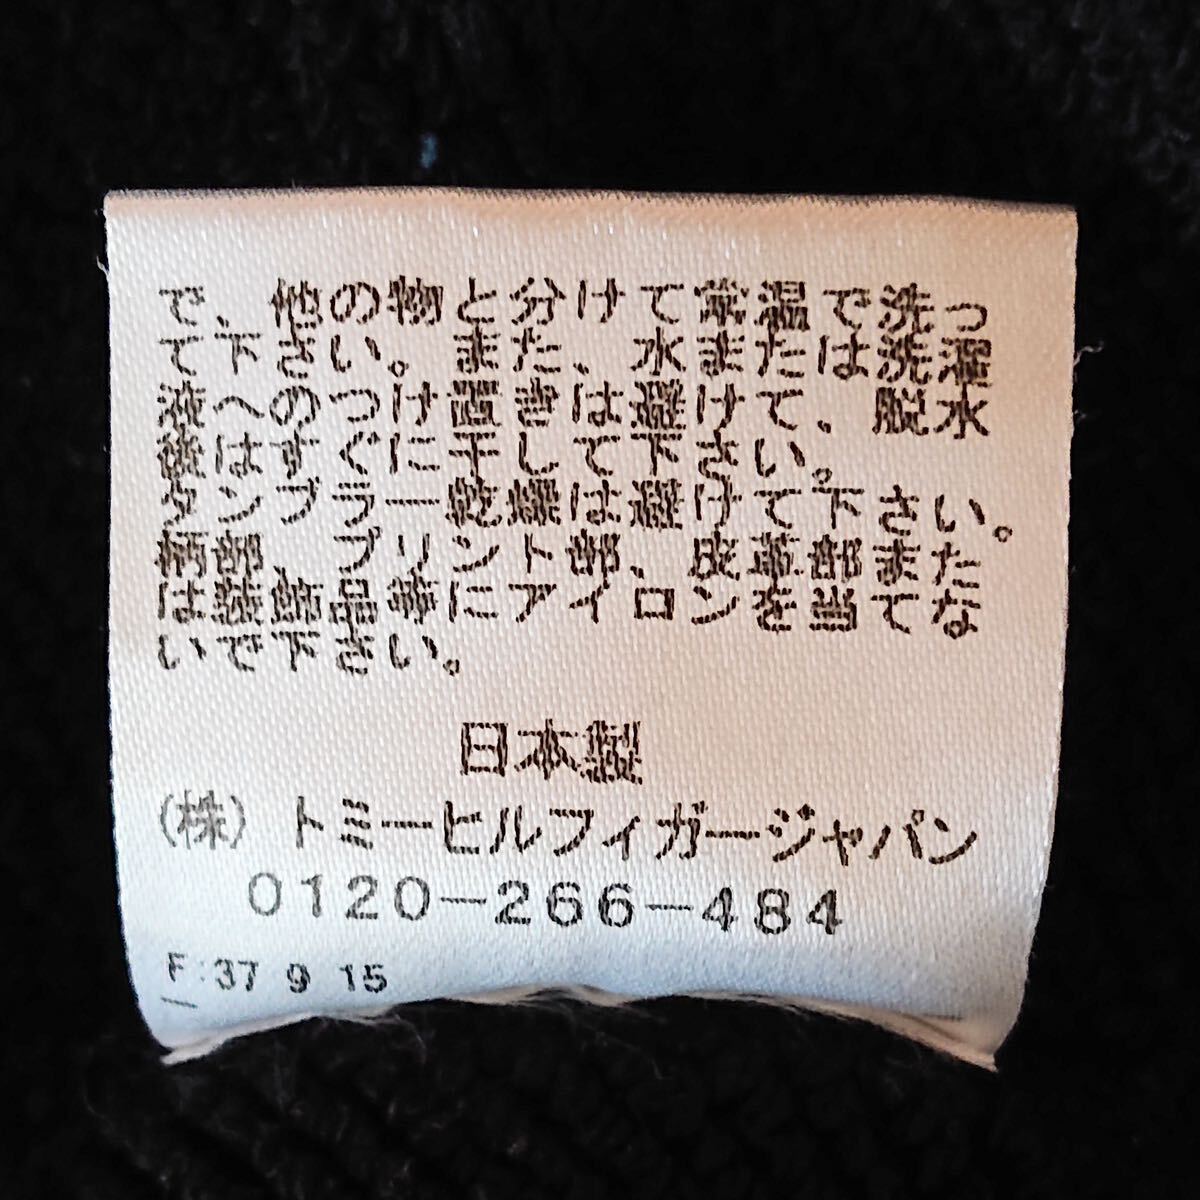 で、他の物と分けて常温で洗っ
て下さい。また、水または洗濯
液へのつけ置きは避けて、脱水
後はすぐに干して下さい。
タンブラー乾燥は避けて下さい。
柄部、プリント部、皮革部また
は装飾品等にアイロンを当てな
いで下さい。
日本製
(株) トミーヒルフィガージャパン
0120-266-484
F:37 9 15